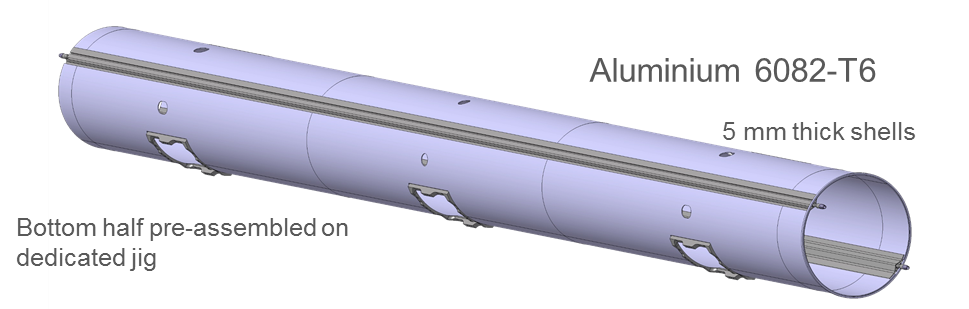 Aluminium 6082-T6
5 mm thick shells
Bottom half pre-assembled on
dedicated jig